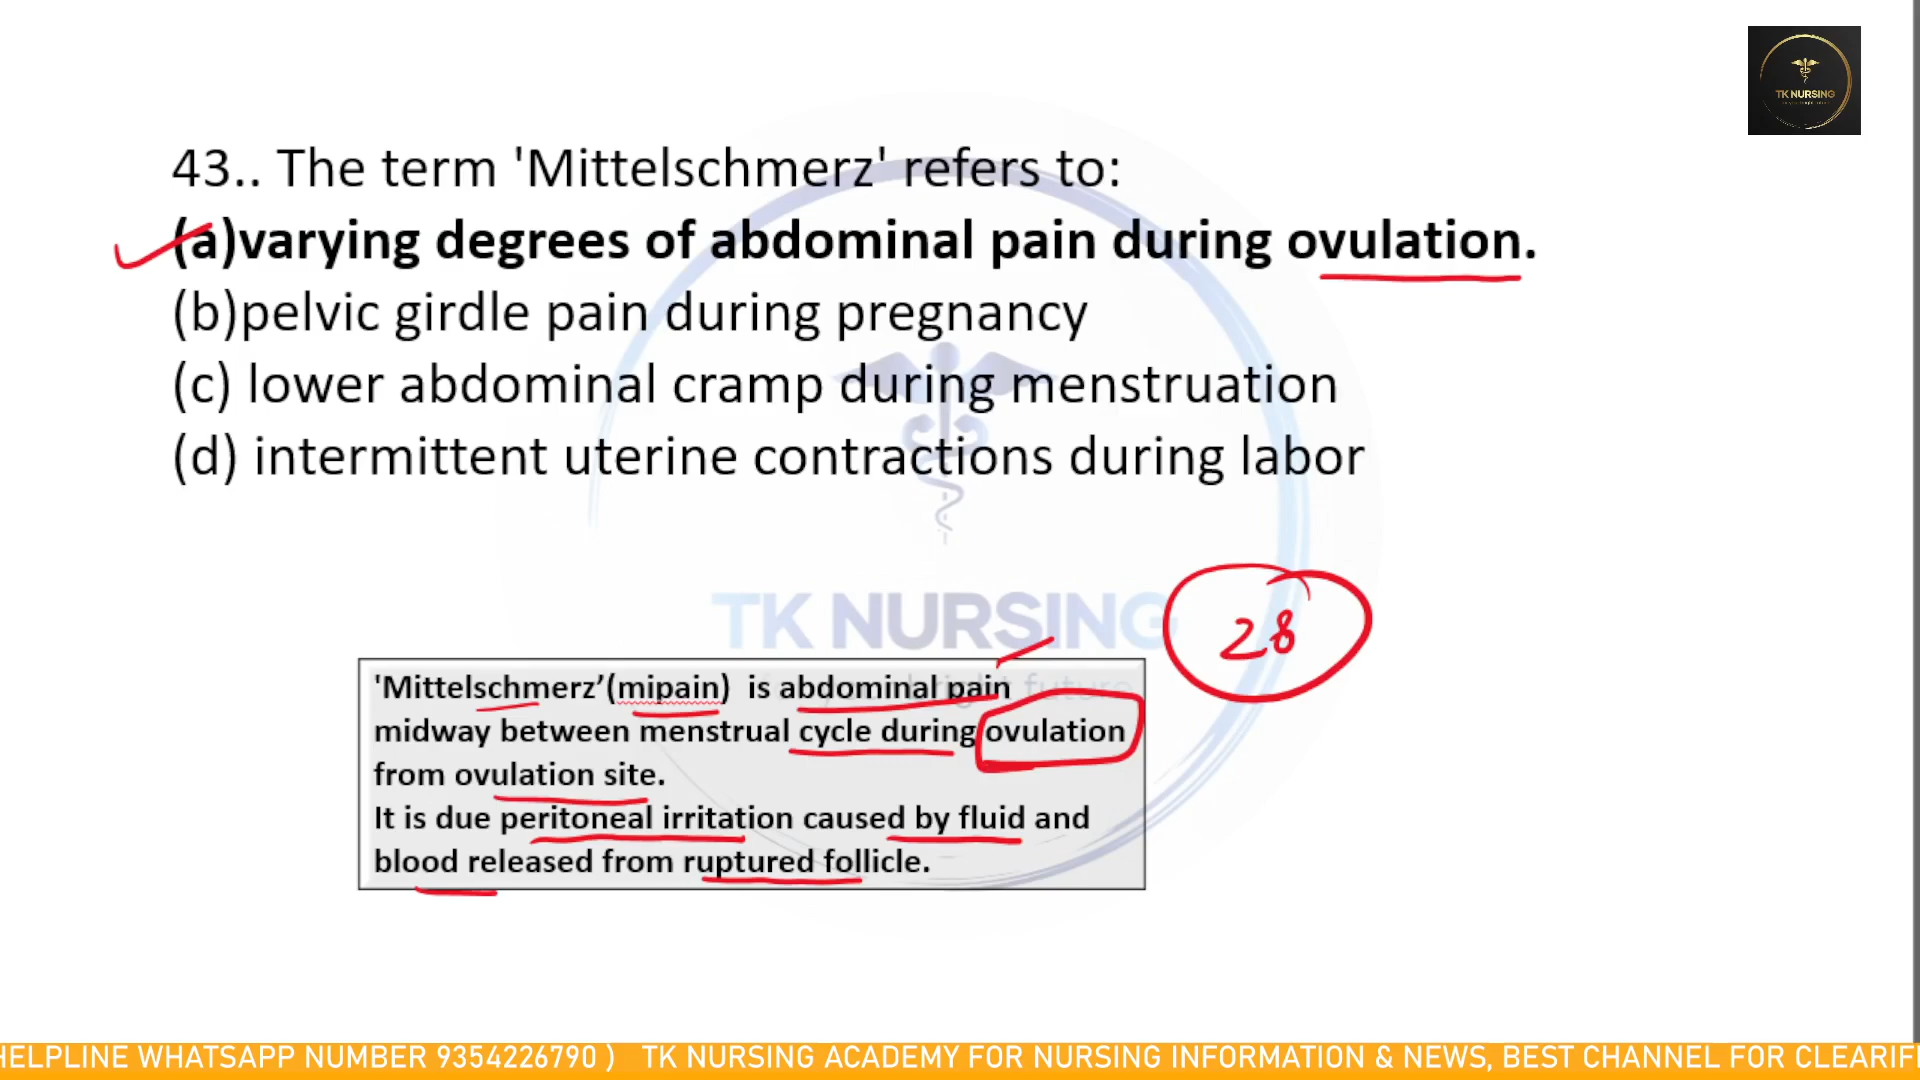 TK NURSING
43.. The term 'Mittelschmerz' refers to:
(a)varying degrees of abdominal pain during ovulation.
(b)pelvic girdle pain during pregnancy
(c) lower abdominal cramp during menstruation
(d) intermittent uterine contractions during labor
TK NURSING
28
'Mittelschmerz’(mipain) is abdominal pain
midway between menstrual cycle during ovulation
from ovulation site.
It is due peritoneal irritation caused by fluid and
blood released from ruptured follicle.
HELPLINE WHATSAPP NUMBER 9354226790 ) TK NURSING ACADEMY FOR NURSING INFORMATION & NEWS, BEST CHANNEL FOR CLEARIF